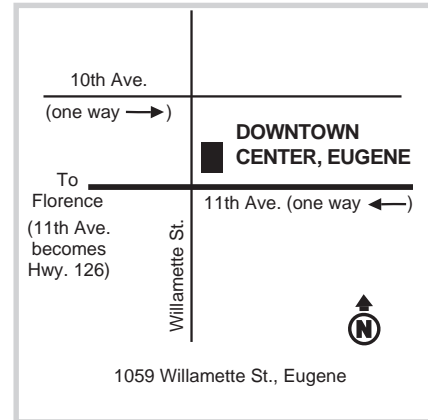 10th Ave.
(one way → )
DOWNTOWN
CENTER, EUGENE
To
Florence
(11th Ave.
becomes
Hwy. 126)
11th Ave. (one way ← )
Willamette St.
N
1059 Willamette St., Eugene